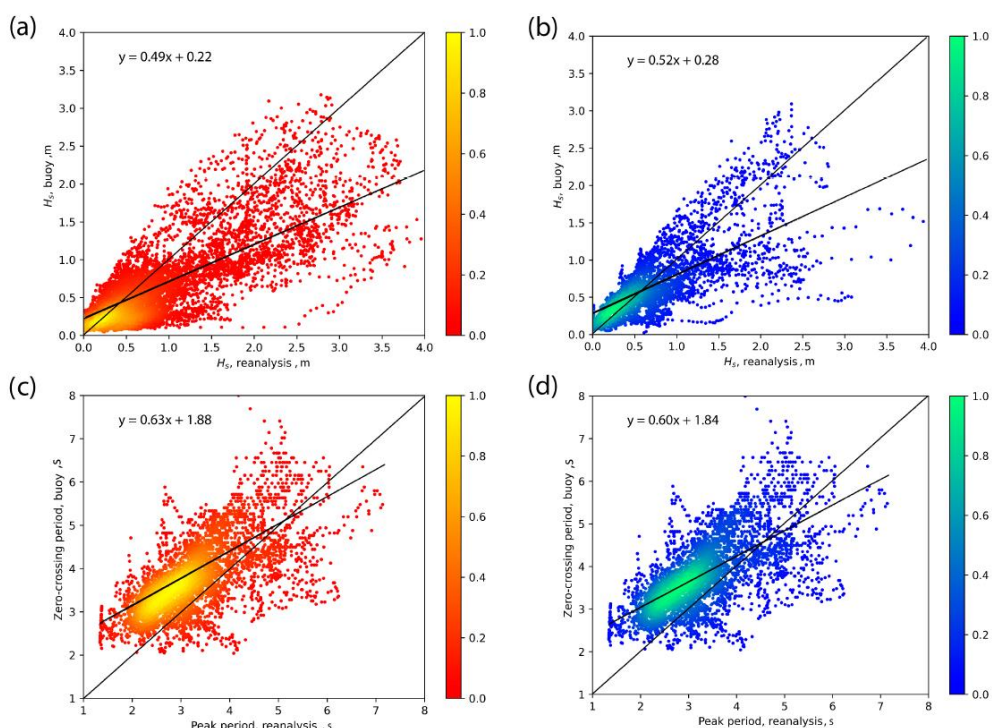 (a)
y = 0.49x + 0.22
4.0
3.5
3.0
2.5
2.0
1.5
1.0
0.5
0.0
Hs, buoy ,m
0.0 0.5 1.0 1.5 2.0 2.5 3.0 3.5 4.0
Hs, reanalysis , m
1.0
0.8
0.6
0.4
0.2
0.0
(b)
y = 0.52x + 0.28
4.0
3.5
3.0
2.5
2.0
1.5
1.0
0.5
0.0
Hs, buoy ,m
0.0 0.5 1.0 1.5 2.0 2.5 3.0 3.5 4.0
Hs, reanalysis , m
1.0
0.8
0.6
0.4
0.2
0.0
(c)
y = 0.63x + 1.88
8
7
6
5
4
3
2
1
Zero-crossing period, buoy ,s
1 2 3 4 5 6 7 8
Peak period, reanalysis ,s
1.0
0.8
0.6
0.4
0.2
0.0
(d)
y = 0.60x + 1.84
8
7
6
5
4
3
2
1
Zero-crossing period, buoy ,s
1 2 3 4 5 6 7 8
Peak period, reanalysis ,s
1.0
0.8
0.6
0.4
0.2
0.0